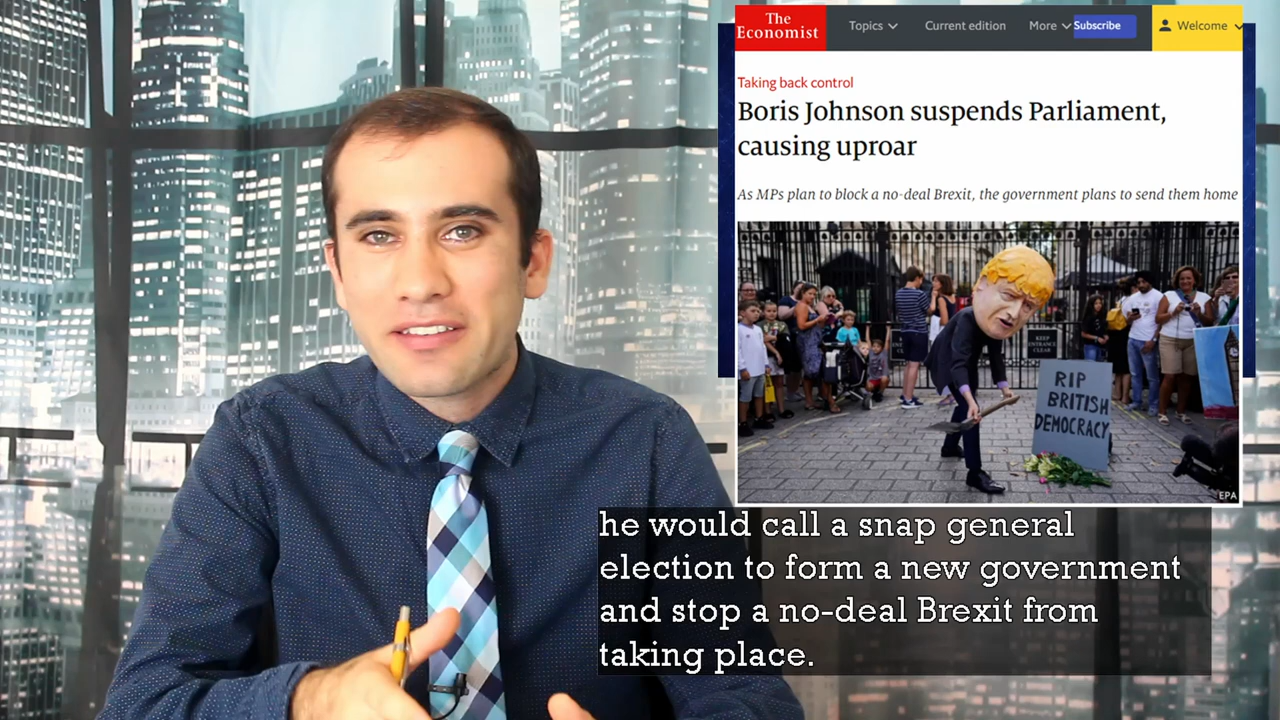 The
Economist
Topics
Current edition
More
Subscribe
Welcome
Taking back control
Boris Johnson suspends Parliament,
causing uproar
As MPs plan to block a no-deal Brexit, the government plans to send them home
RIP
BRITISH
DEMOCRACY
EPA
he would call a snap general
election to form a new government
and stop a no-deal Brexit from
taking place.